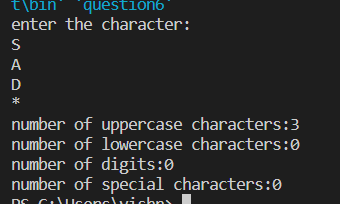 t\bin' 'question6'
enter the character:
S
A
D
*
number of uppercase characters:3
number of lowercase characters:0
number of digits:0
number of special characters:0
PS C:\Users\vishn>